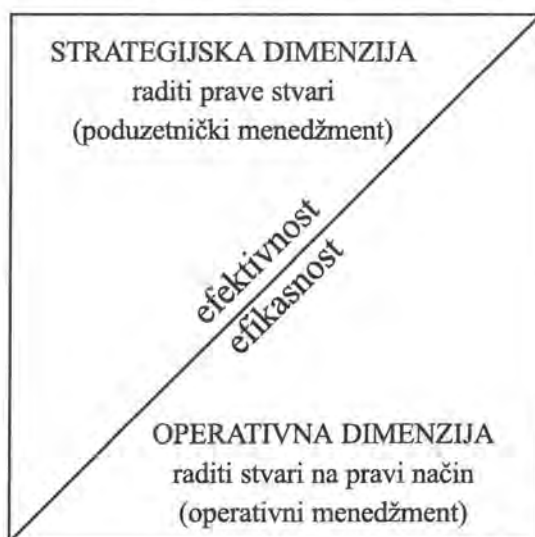 STRATEGIJSKA DIMENZIJA
raditi prave stvari
(poduzetnički menedžment)
efektivnost
efikasnost
OPERATIVNA DIMENZIJA
raditi stvari na pravi način
(operativni menedžment)